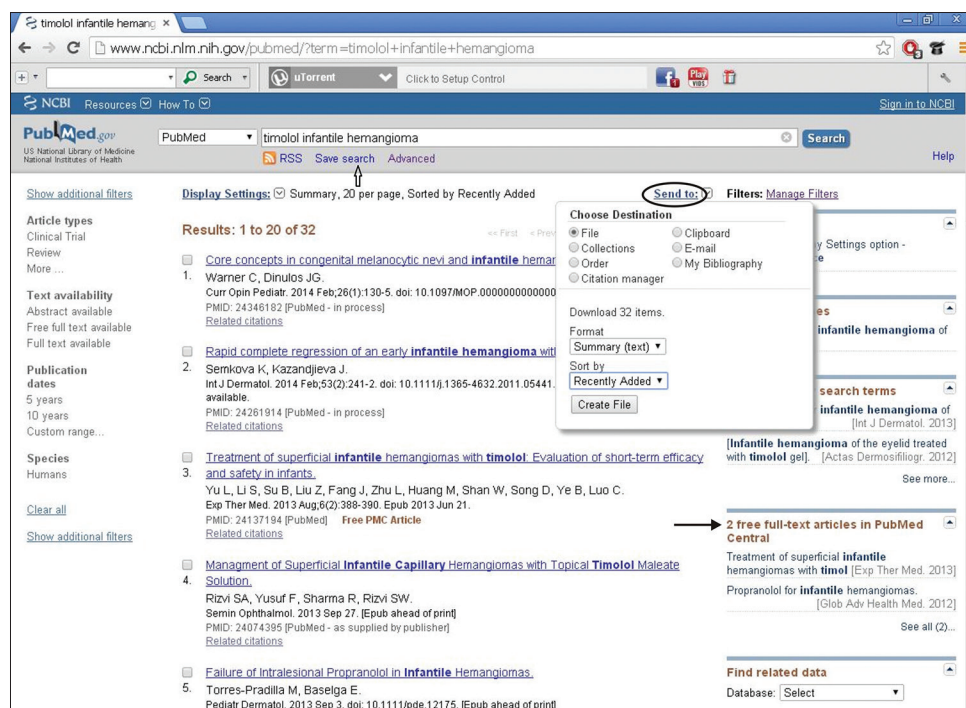 timolol infantile hemang
www.ncbi.nlm.nih.gov/pubmed/?term=timolol+infantile+hemangioma
Search
uTorrent
Click to Setup Control
Play
VIDS
NCBI Resources How To
Sign in to NCBI
PubMed.gov
US National Library of Medicine
National Institutes of Health
PubMed
timolol infantile hemangioma
Search
RSS Save search Advanced
Help
Show additional filters
Article types
Clinical Trial
Review
More ...
Text availability
Abstract available
Free full text available
Full text available
Publication
dates
5 years
10 years
Custom range...
Species
Humans
Clear all
Show additional filters
Display Settings: Summary, 20 per page, Sorted by Recently Added
Send to:
Results: 1 to 20 of 32
<< First < Prev
1. Core concepts in congenital melanocytic nevi and infantile hemar
Warner C, Dinulos JG.
Curr Opin Pediatr. 2014 Feb;26(1):130-5. doi: 10.1097/MOP.0000000000000
PMID: 24346182 [PubMed - in process]
Related citations
2. Rapid complete regression of an early infantile hemangioma wit
Semkova K, Kazandjieva J.
Int J Dermatol. 2014 Feb;53(2):241-2. doi: 10.1111/j.1365-4632.2011.05441.
available.
PMID: 24261914 [PubMed - in process]
Related citations
3. Treatment of superficial infantile hemangiomas with timolol: Evaluation of short-term efficacy
and safety in infants.
Yu L, Li S, Su B, Liu Z, Fang J, Zhu L, Huang M, Shan W, Song D, Ye B, Luo C.
Exp Ther Med. 2013 Aug;6(2):388-390. Epub 2013 Jun 21.
PMID: 24137194 [PubMed] Free PMC Article
Related citations
4. Managment of Superficial Infantile Capillary Hemangiomas with Topical Timolol Maleate
Solution.
Rizvi SA, Yusuf F, Sharma R, Rizvi SW.
Semin Ophthalmol. 2013 Sep 27. [Epub ahead of print]
PMID: 24074395 [PubMed - as supplied by publisher]
Related citations
5. Failure of Intralesional Propranolol in Infantile Hemangiomas.
Torres-Pradilla M, Baselga E.
Pediatr Dermatol. 2013 Sep 3. doi: 10.1111/pde.12175. [Epub ahead of print]
Choose Destination
File Clipboard
Collections E-mail
Order My Bibliography
Citation manager
Download 32 items.
Format
Summary (text)
Sort by
Recently Added
Create File
Filters: Manage Filters
y Settings option -
e
es
infantile hemangioma of
search terms
infantile hemangioma of
[Int J Dermatol. 2013]
[Infantile hemangioma of the eyelid treated
with timolol gel]. [Actas Dermosifiliogr. 2012]
See more...
2 free full-text articles in PubMed
Central
Treatment of superficial infantile
hemangiomas with timol [Exp Ther Med. 2013]
Propranolol for infantile hemangiomas.
[Glob Adv Health Med. 2012]
See all (2)...
Find related data
Database: Select